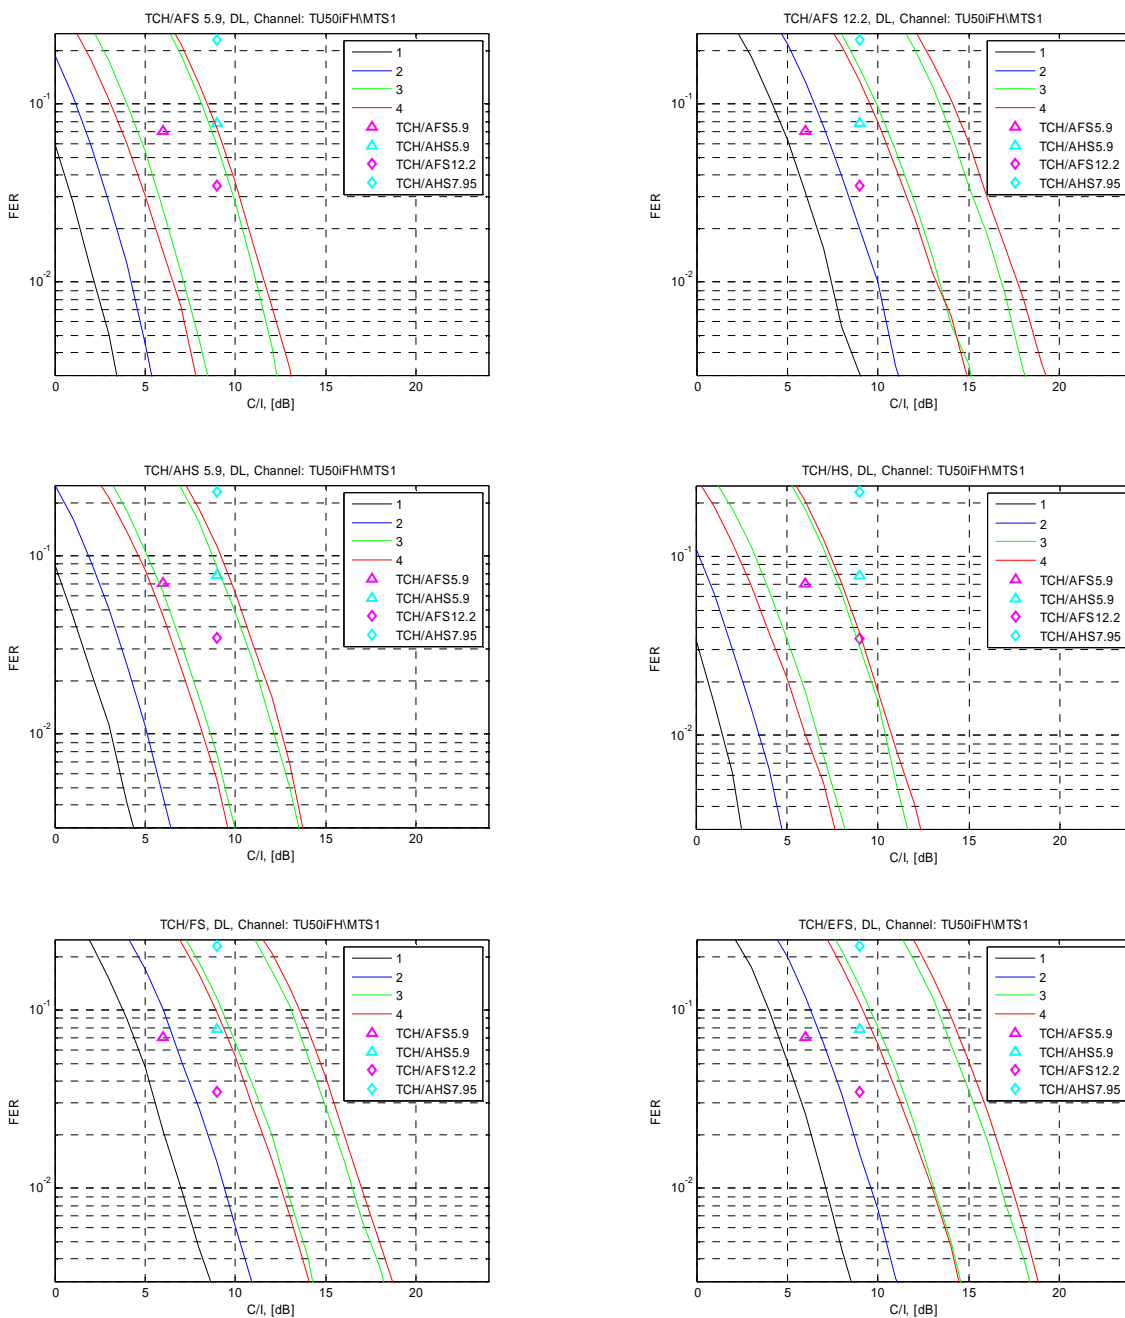 TCH/AFS 5.9, DL, Channel: TU50iFH\MTS1
FER
10-1
10-2
0 5 10 15 20
C/I, [dB]
1
2
3
4
TCH/AFS5.9
TCH/AHS5.9
TCH/AFS12.2
TCH/AHS7.95
TCH/AFS 12.2, DL, Channel: TU50iFH\MTS1
FER
10-1
10-2
0 5 10 15 20
C/I, [dB]
1
2
3
4
TCH/AFS5.9
TCH/AHS5.9
TCH/AFS12.2
TCH/AHS7.95
TCH/AHS 5.9, DL, Channel: TU50iFH\MTS1
FER
10-1
10-2
0 5 10 15 20
C/I, [dB]
1
2
3
4
TCH/AFS5.9
TCH/AHS5.9
TCH/AFS12.2
TCH/AHS7.95
TCH/HS, DL, Channel: TU50iFH\MTS1
FER
10-1
10-2
0 5 10 15 20
C/I, [dB]
1
2
3
4
TCH/AFS5.9
TCH/AHS5.9
TCH/AFS12.2
TCH/AHS7.95
TCH/FS, DL, Channel: TU50iFH\MTS1
FER
10-1
10-2
0 5 10 15 20
C/I, [dB]
1
2
3
4
TCH/AFS5.9
TCH/AHS5.9
TCH/AFS12.2
TCH/AHS7.95
TCH/EFS, DL, Channel: TU50iFH\MTS1
FER
10-1
10-2
0 5 10 15 20
C/I, [dB]
1
2
3
4
TCH/AFS5.9
TCH/AHS5.9
TCH/AFS12.2
TCH/AHS7.95